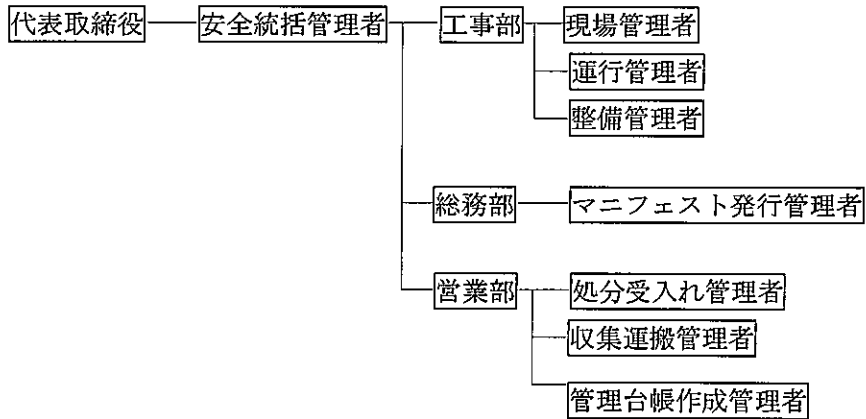 代表取締役 安全統括管理者 工事部 現場管理者
運行管理者
整備管理者
総務部 マニフェスト発行管理者
営業部 処分受入れ管理者
収集運搬管理者
管理台帳作成管理者